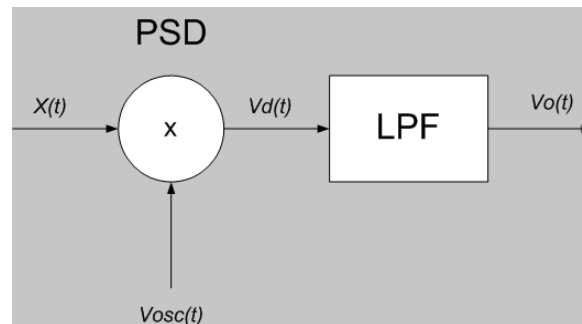 PSD
X(t)
x
Vd(t)
LPF
Vo(t)
Vosc(t)